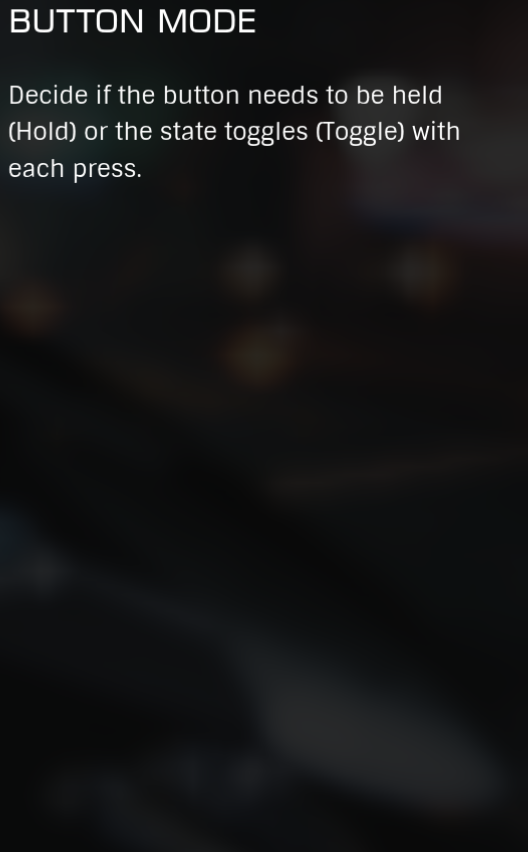 BUTTON MODE
Decide if the button needs to be held
(Hold) or the state toggles (Toggle) with
each press.